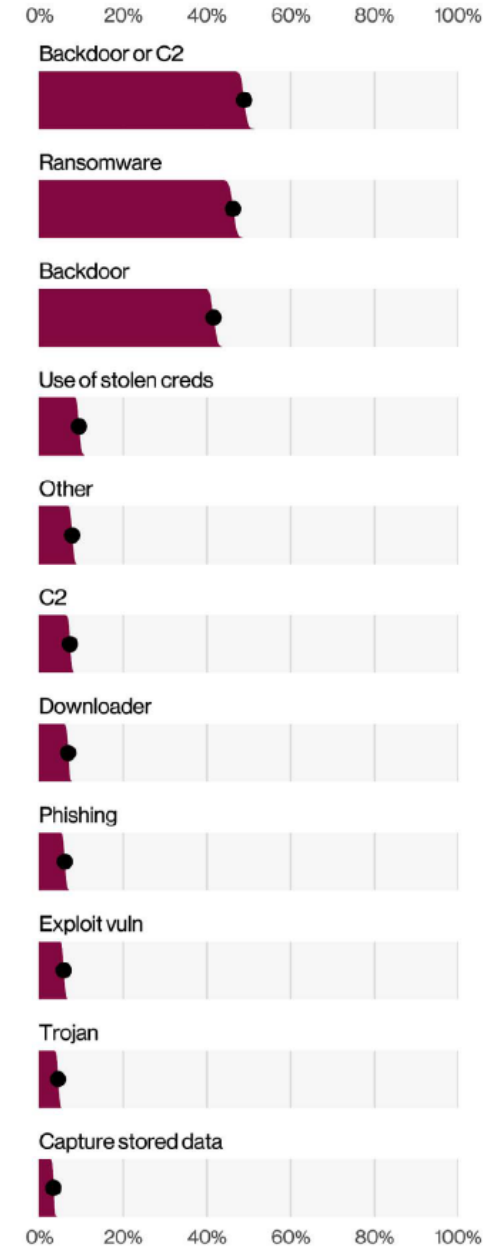 0% 20% 40% 60% 80% 100%
Backdoor or C2
Ransomware
Backdoor
Use of stolen creds
Other
C2
Downloader
Phishing
Exploit vuln
Trojan
Capture stored data
0% 20% 40% 60% 80% 100%